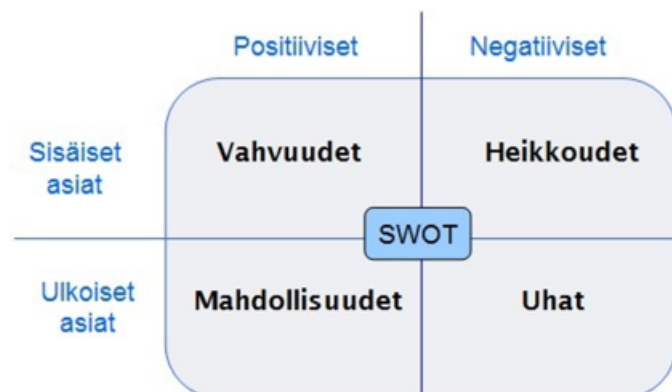 Positiiviset
Negatiiviset
Sisäiset
asiat
Vahvuudet
Heikkoudet
SWOT
Ulkoiset
asiat
Mahdollisuudet
Uhat